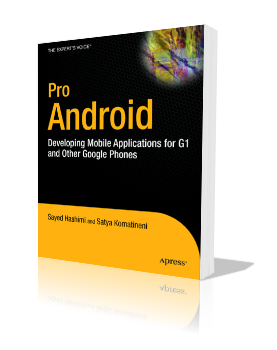 THE EXPERT'S VOICE®
Pro
Android
Developing Mobile Applications for G1
and Other Google Phones
Sayed Hashimi and Satya Komatineni
Apress®